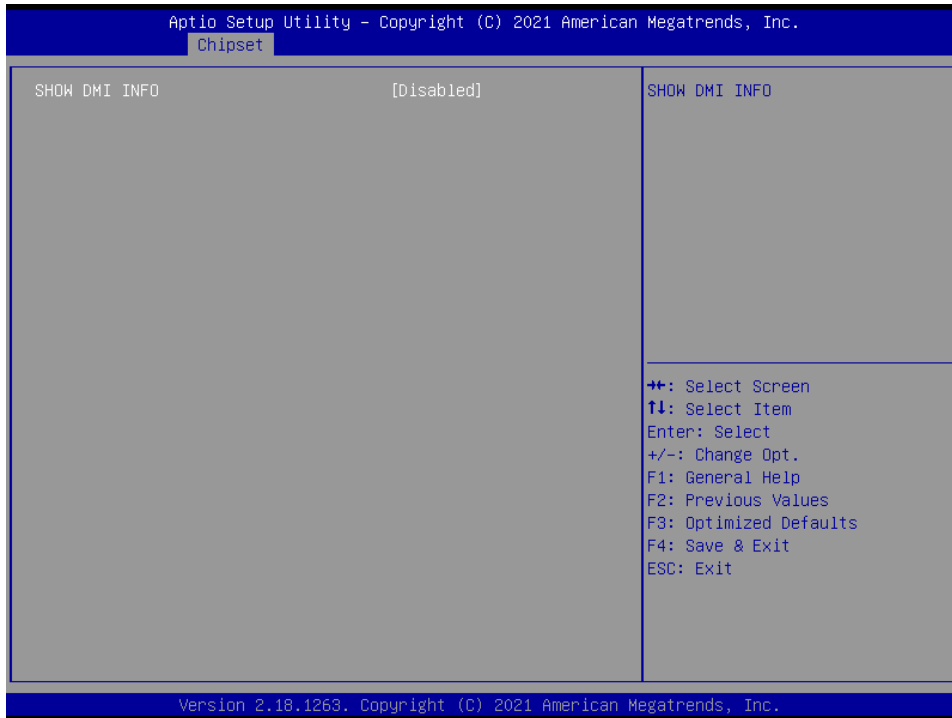 Aptio Setup Utility – Copyright (C) 2021 American Megatrends, Inc.
Chipset
SHOW DMI INFO [Disabled]
SHOW DMI INFO
→←: Select Screen
↑↓: Select Item
Enter: Select
+/-: Change Opt.
F1: General Help
F2: Previous Values
F3: Optimized Defaults
F4: Save & Exit
ESC: Exit
Version 2.18.1263. Copyright (C) 2021 American Megatrends, Inc.